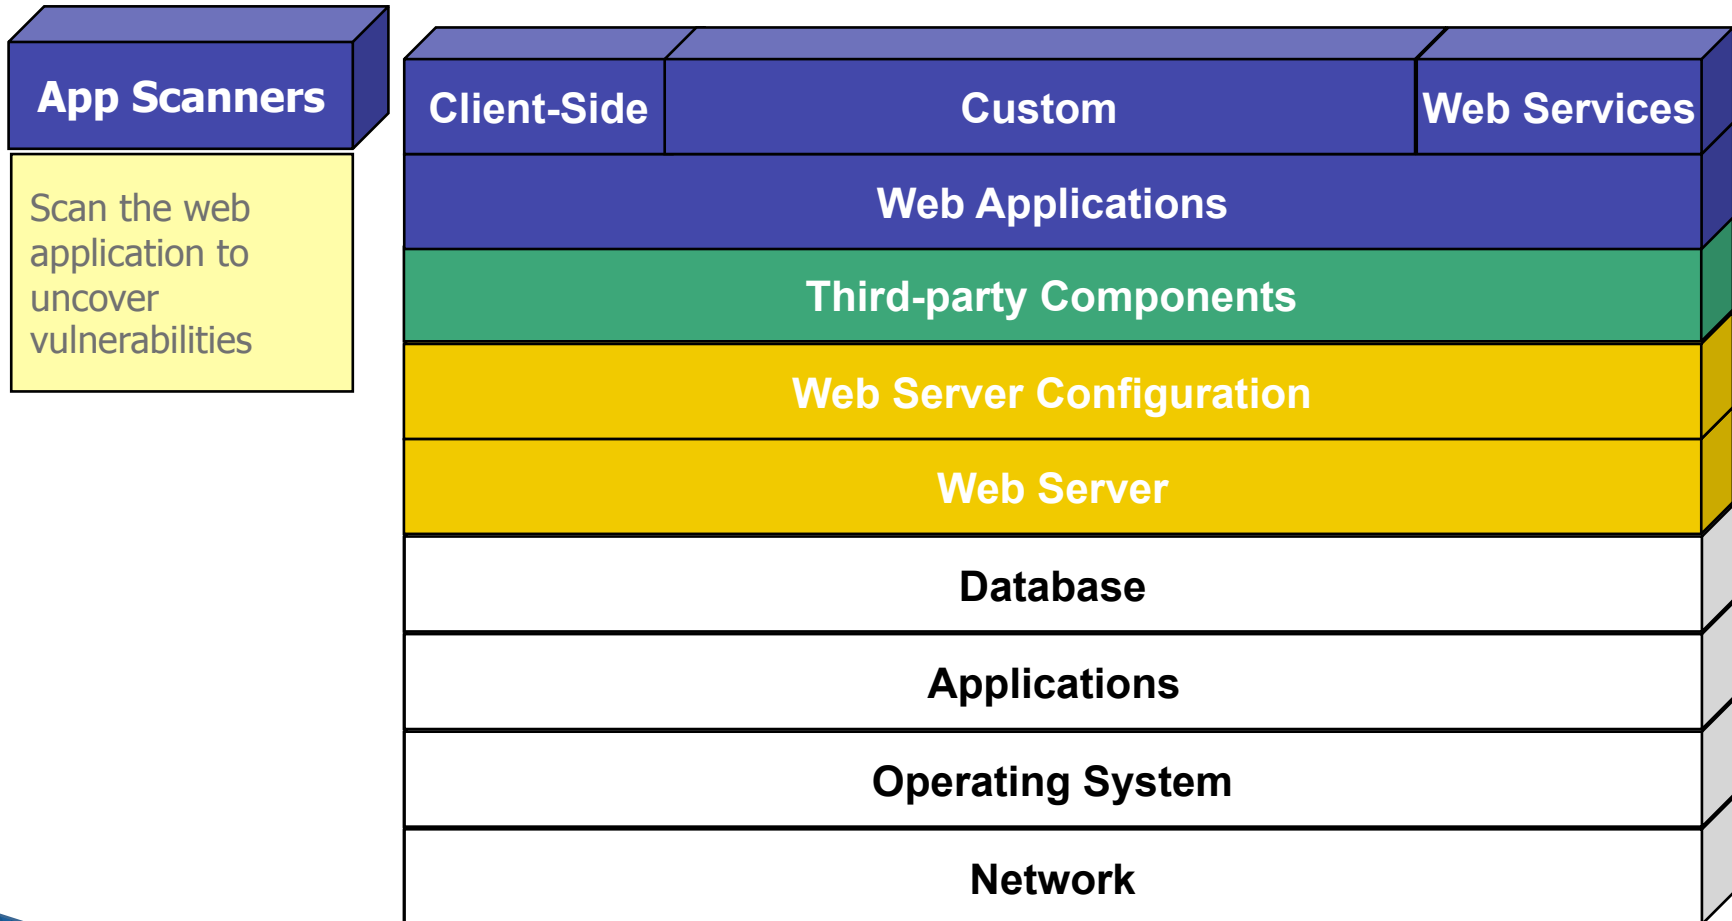 App Scanners
Scan the web
application to
uncover
vulnerabilities
Client-Side
Custom
Web Services
Web Applications
Third-party Components
Web Server Configuration
Web Server
Database
Applications
Operating System
Network